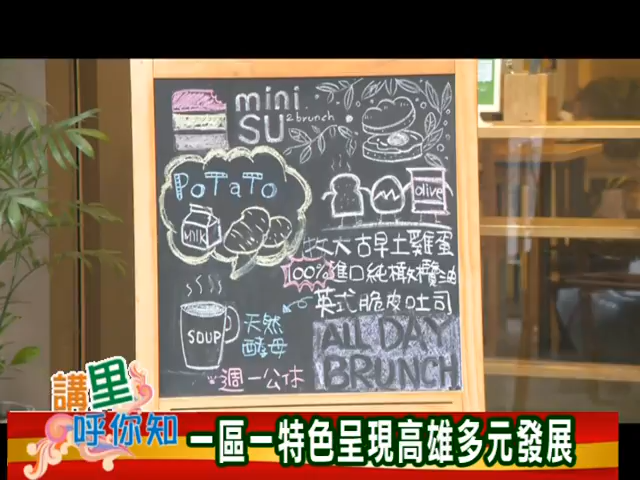 mini
SU² brunch
PoTaTo
MILK
olive
牧大古早土雞蛋
100%進口純橄欖油
英式脆皮吐司
SOUP
天然
酵母
週一公休
ALL DAY
BRUNCH
講里
呼你知
一區一特色呈現高雄多元發展